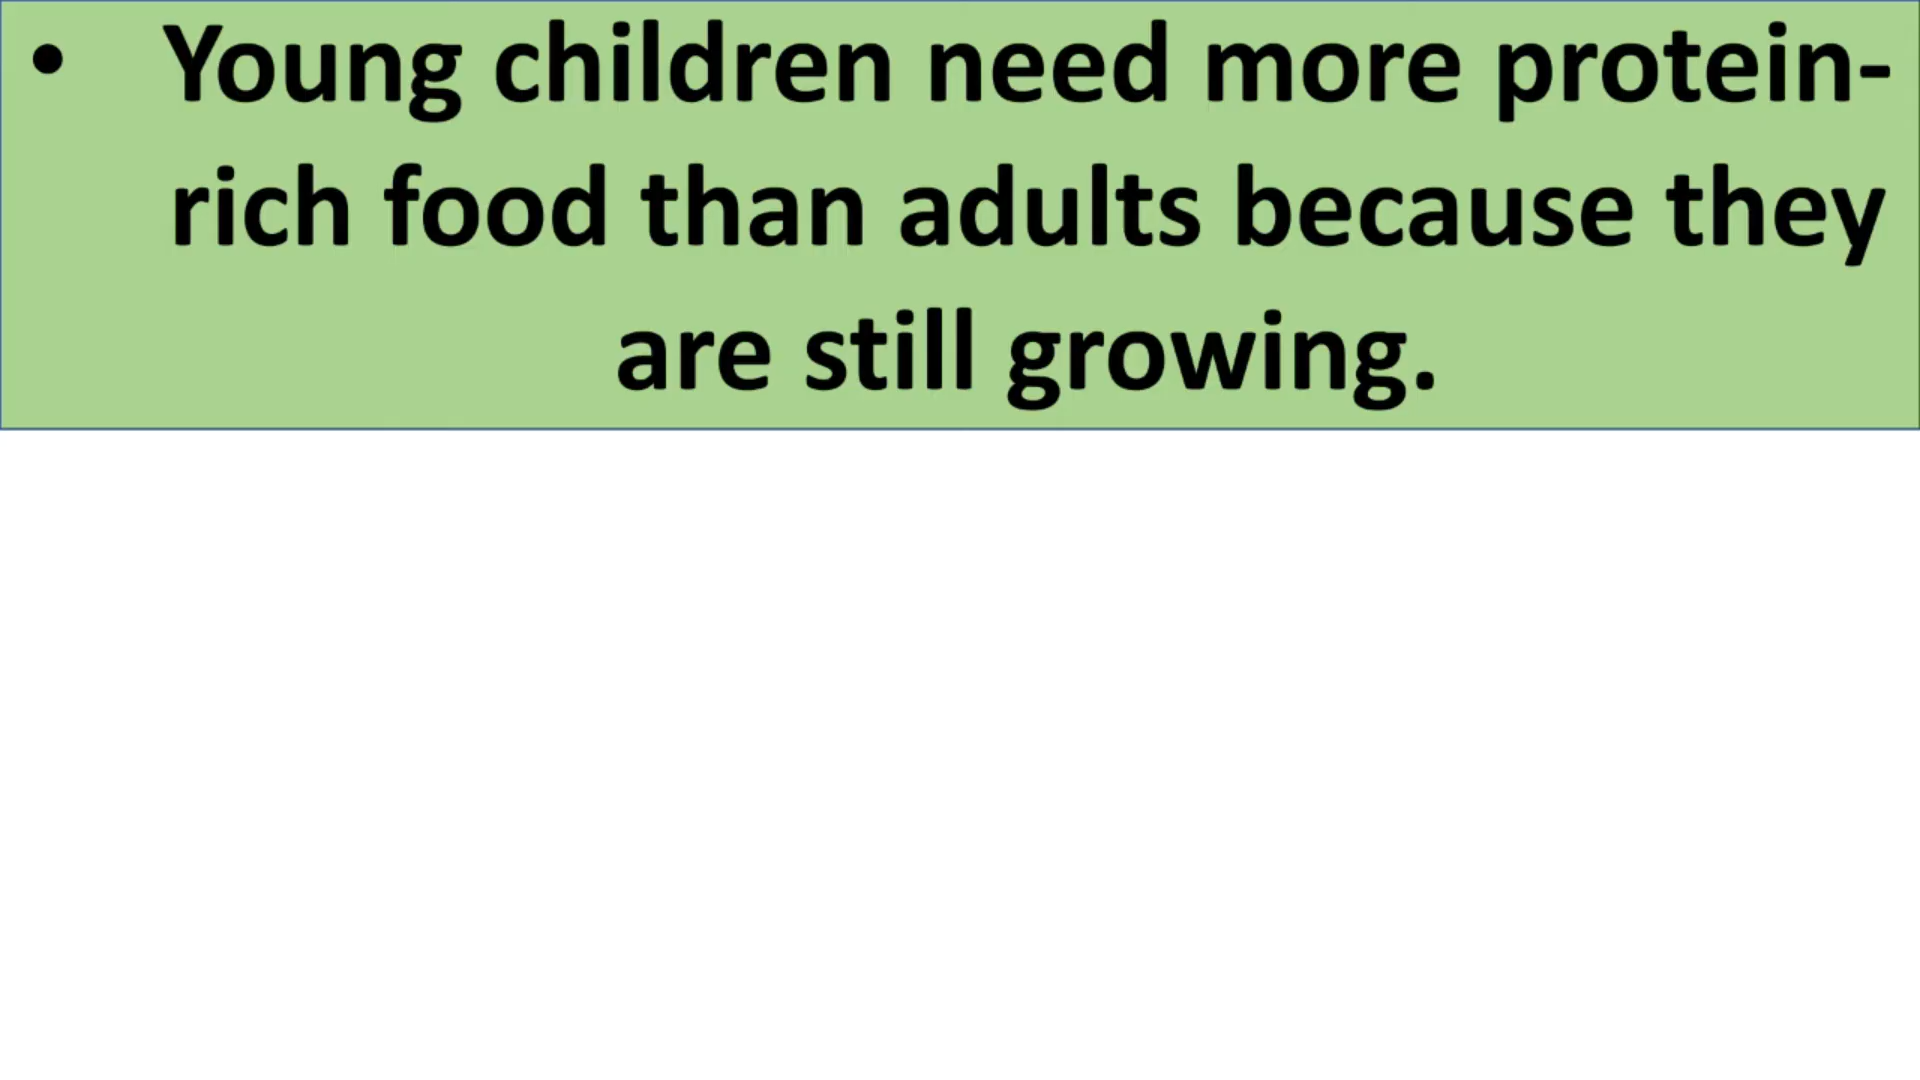 • Young children need more protein-
rich food than adults because they
are still growing.